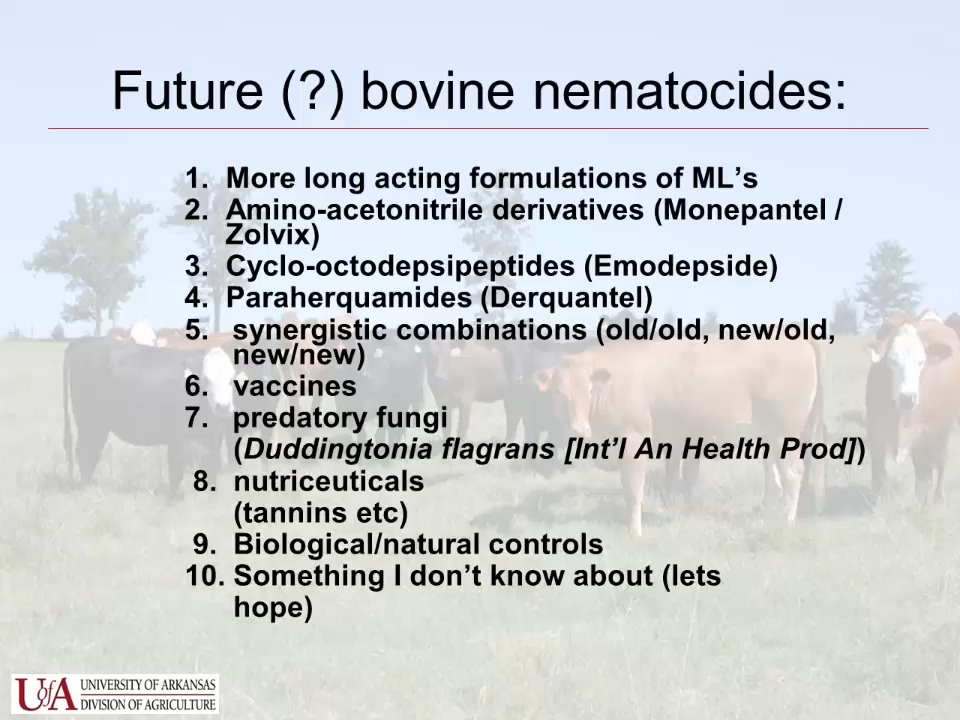 Future (?) bovine nematocides:
1. More long acting formulations of ML’s
2. Amino-acetonitrile derivatives (Monepantel /
Zolvix)
3. Cyclo-octodepsipeptides (Emodepside)
4. Paraherquamides (Derquantel)
5. synergistic combinations (old/old, new/old,
new/new)
6. vaccines
7. predatory fungi
(Duddingtonia flagrans [Int’l An Health Prod])
8. nutriceuticals
(tannins etc)
9. Biological/natural controls
10. Something I don’t know about (lets
hope)
UofA UNIVERSITY OF ARKANSAS
DIVISION OF AGRICULTURE